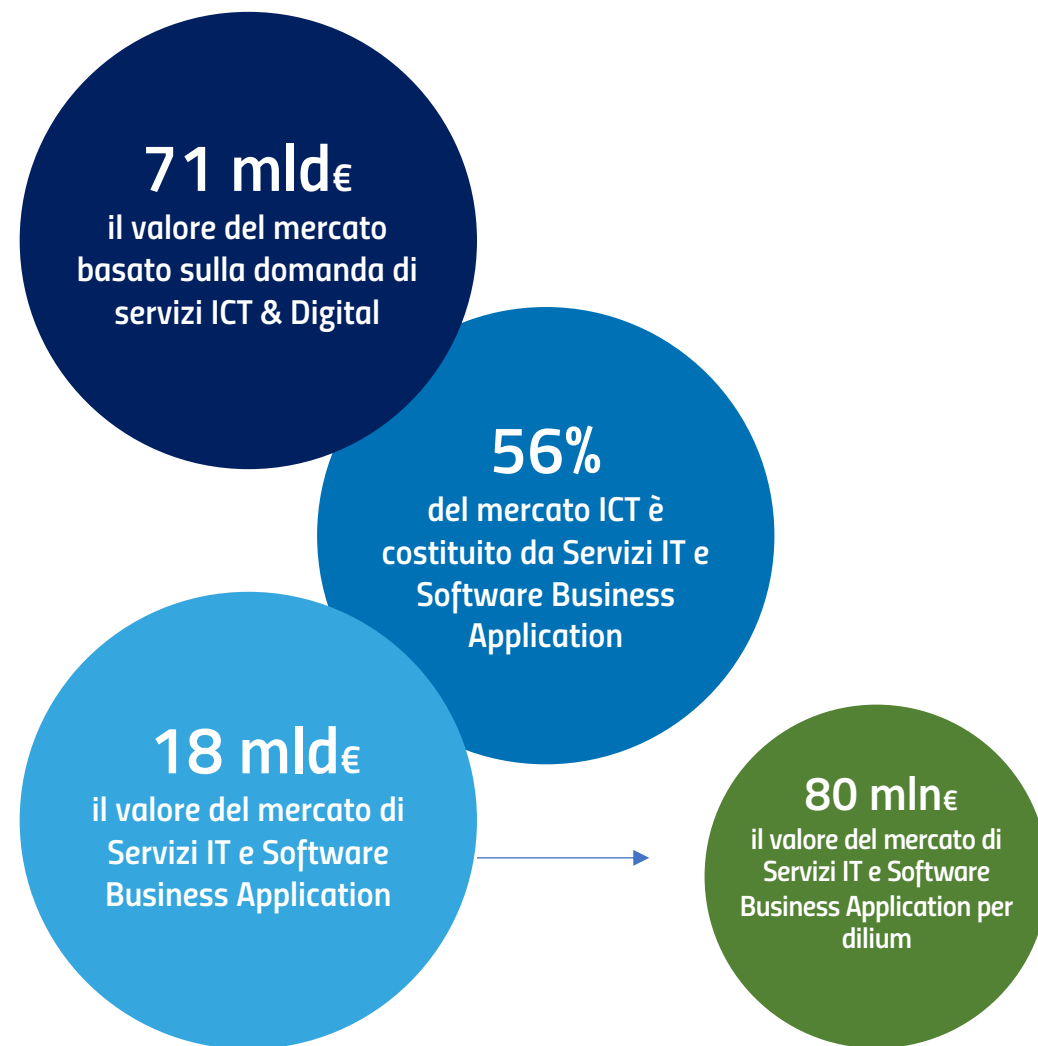 71 mld€
il valore del mercato
basato sulla domanda di
servizi ICT & Digital
56%
del mercato ICT è
costituito da Servizi IT e
Software Business
Application
18 mld€
il valore del mercato di
Servizi IT e Software
Business Application
80 mln€
il valore del mercato di
Servizi IT e Software
Business Application per
dilium